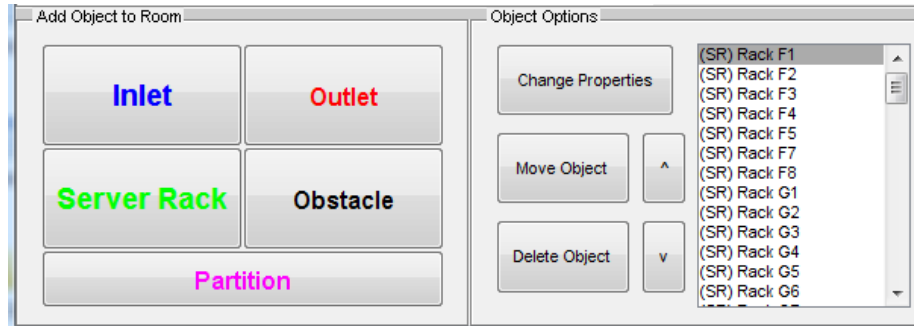 Add Object to Room
Inlet
Outlet
Server Rack
Obstacle
Partition
Object Options
Change Properties
Move Object
^
Delete Object
v
(SR) Rack F1
(SR) Rack F2
(SR) Rack F3
(SR) Rack F4
(SR) Rack F5
(SR) Rack F7
(SR) Rack F8
(SR) Rack G1
(SR) Rack G2
(SR) Rack G3
(SR) Rack G4
(SR) Rack G5
(SR) Rack G6